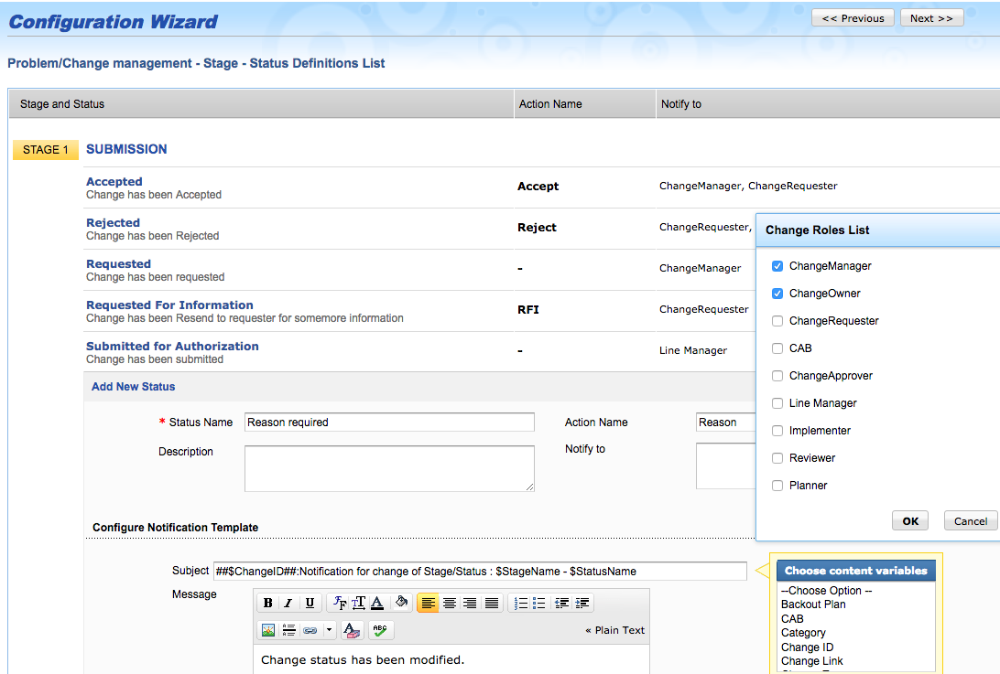 Configuration Wizard
<< Previous
Next >>
Problem/Change management - Stage - Status Definitions List
Stage and Status
Action Name
Notify to
STAGE 1
SUBMISSION
Accepted
Change has been Accepted
Accept
ChangeManager, ChangeRequester
Rejected
Change has been Rejected
Reject
ChangeRequester,
Requested
Change has been requested
-
ChangeManager
Requested For Information
Change has been Resend to requester for somemore information
RFI
ChangeRequester
Submitted for Authorization
Change has been submitted
-
Line Manager
Change Roles List
ChangeManager
ChangeOwner
ChangeRequester
CAB
ChangeApprover
Line Manager
Implementer
Reviewer
Planner
OK
Cancel
Add New Status
* Status Name
Reason required
Action Name
Reason
Description
Notify to
Configure Notification Template
Subject
##$ChangeID##:Notification for change of Stage/Status : $StageName - $StatusName
Message
B I U
« Plain Text
Change status has been modified.
Choose content variables
--Choose Option --
Backout Plan
CAB
Category
Change ID
Change Link